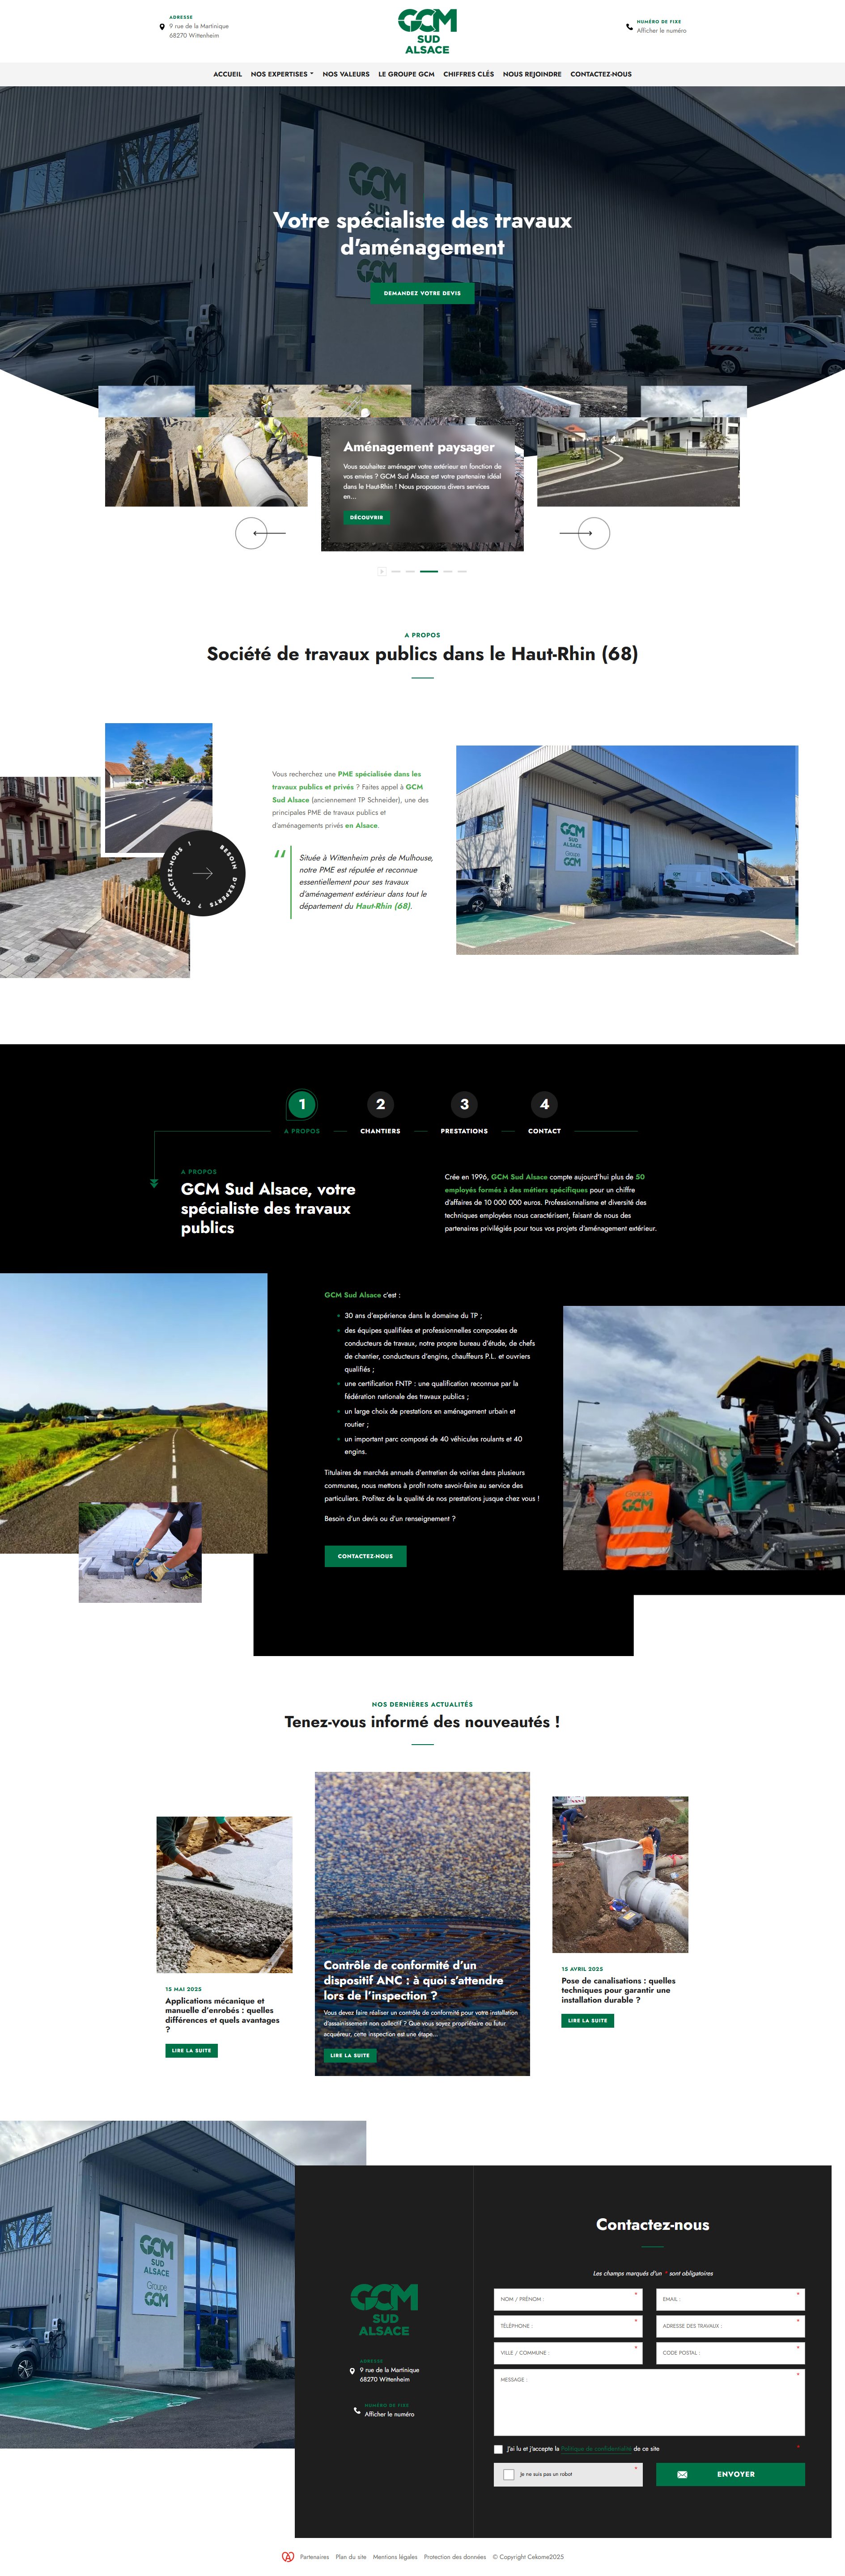 ADRESSE
9 rue de la Martinique
68270 Wittenheim
GCM
SUD
ALSACE
NUMÉRO DE FIXE
Afficher le numéro
ACCUEIL NOS EXPERTISES NOS VALEURS LE GROUPE GCM CHIFFRES CLÉS NOUS REJOINDRE CONTACTEZ-NOUS
GCM
SUD
GCM
Votre spécialiste des travaux
d'aménagement
DEMANDEZ VOTRE DEVIS
GCM
Aménagement paysager
Vous souhaitez aménager votre extérieur en fonction de
vos envies ? GCM Sud Alsace est votre partenaire idéal
dans le Haut-Rhin ! Nous proposons divers services
en...
DÉCOUVRIR
A PROPOS
Société de travaux publics dans le Haut-Rhin (68)
BESOIN D'EXPERTS ? CONTACTEZ-NOUS !
Vous recherchez une PME spécialisée dans les
travaux publics et privés ? Faites appel à GCM
Sud Alsace (anciennement TP Schneider), une des
principales PME de travaux publics et
d'aménagements privés en Alsace.
“
Située à Wittenheim près de Mulhouse,
notre PME est réputée et reconnue
essentiellement pour ses travaux
d'aménagement extérieur dans tout le
département du Haut-Rhin (68).
GCM
SUD
ALSACE
Groupe
GCM
GCM
1 2 3 4
A PROPOS CHANTIERS PRESTATIONS CONTACT
A PROPOS
GCM Sud Alsace, votre
spécialiste des travaux
publics
Crée en 1996, GCM Sud Alsace compte aujourd'hui plus de 50
employés formés à des métiers spécifiques pour un chiffre
d'affaires de 10 000 000 euros. Professionnalisme et diversité des
techniques employées nous caractérisent, faisant de nous des
partenaires privilégiés pour tous vos projets d'aménagement extérieur.
GCM Sud Alsace c'est :
30 ans d'expérience dans le domaine du TP ;
des équipes qualifiées et professionnelles composées de
conducteurs de travaux, notre propre bureau d'étude, de chefs
de chantier, conducteurs d'engins, chauffeurs P.L. et ouvriers
qualifiés ;
une certification FNTP : une qualification reconnue par la
fédération nationale des travaux publics ;
un large choix de prestations en aménagement urbain et
routier ;
un important parc composé de 40 véhicules roulants et 40
engins.
Titulaires de marchés annuels d'entretien de voiries dans plusieurs
communes, nous mettons à profit notre savoir-faire au service des
particuliers. Profitez de la qualité de nos prestations jusque chez vous !
Besoin d'un devis ou d'un renseignement ?
CONTACTEZ-NOUS
Groupe
GCM
NOS DERNIÈRES ACTUALITÉS
Tenez-vous informé des nouveautés !
15 MAI 2025
Applications mécanique et
manuelle d'enrobés : quelles
différences et quels avantages
?
LIRE LA SUITE
Contrôle de conformité d'un
dispositif ANC : à quoi s'attendre
lors de l'inspection ?
Vous devez faire réaliser un contrôle de conformité pour votre installation
d'assainissement non collectif ? Que vous soyez propriétaire ou futur
acquéreur, cette inspection est une étape...
LIRE LA SUITE
15 AVRIL 2025
Pose de canalisations : quelles
techniques pour garantir une
installation durable ?
LIRE LA SUITE
GCM
SUD
ALSACE
Groupe
GCM
GCM
SUD
ALSACE
ADRESSE
9 rue de la Martinique
68270 Wittenheim
NUMÉRO DE FIXE
Afficher le numéro
Contactez-nous
Les champs marqués d'un * sont obligatoires
NOM / PRÉNOM : *
EMAIL : *
TÉLÉPHONE : *
ADRESSE DES TRAVAUX : *
VILLE / COMMUNE : *
CODE POSTAL : *
MESSAGE : *
J'ai lu et j'accepte la Politique de confidentialité de ce site *
Je ne suis pas un robot *
ENVOYER
Partenaires Plan du site Mentions légales Protection des données © Copyright Cekome2025